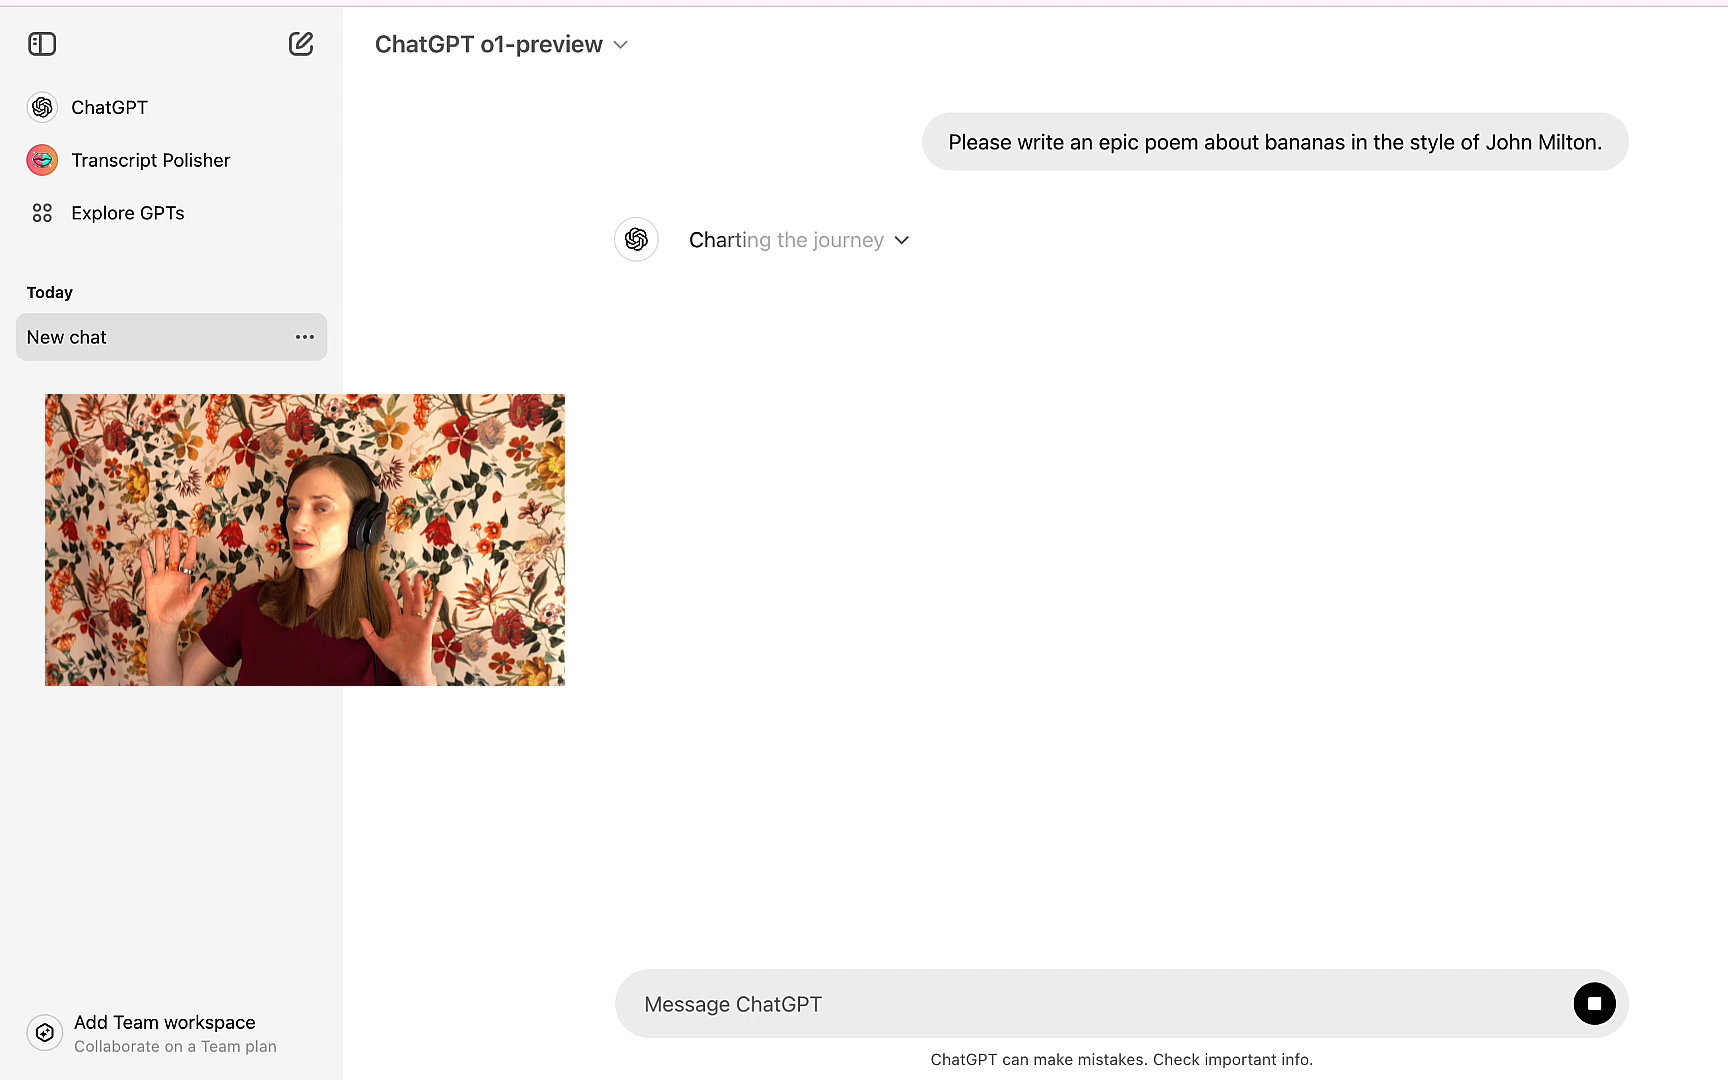 ChatGPT o1-preview
ChatGPT
Transcript Polisher
Explore GPTs
Today
New chat
Please write an epic poem about bananas in the style of John Milton.
Charting the journey
Add Team workspace
Collaborate on a Team plan
Message ChatGPT
ChatGPT can make mistakes. Check important info.